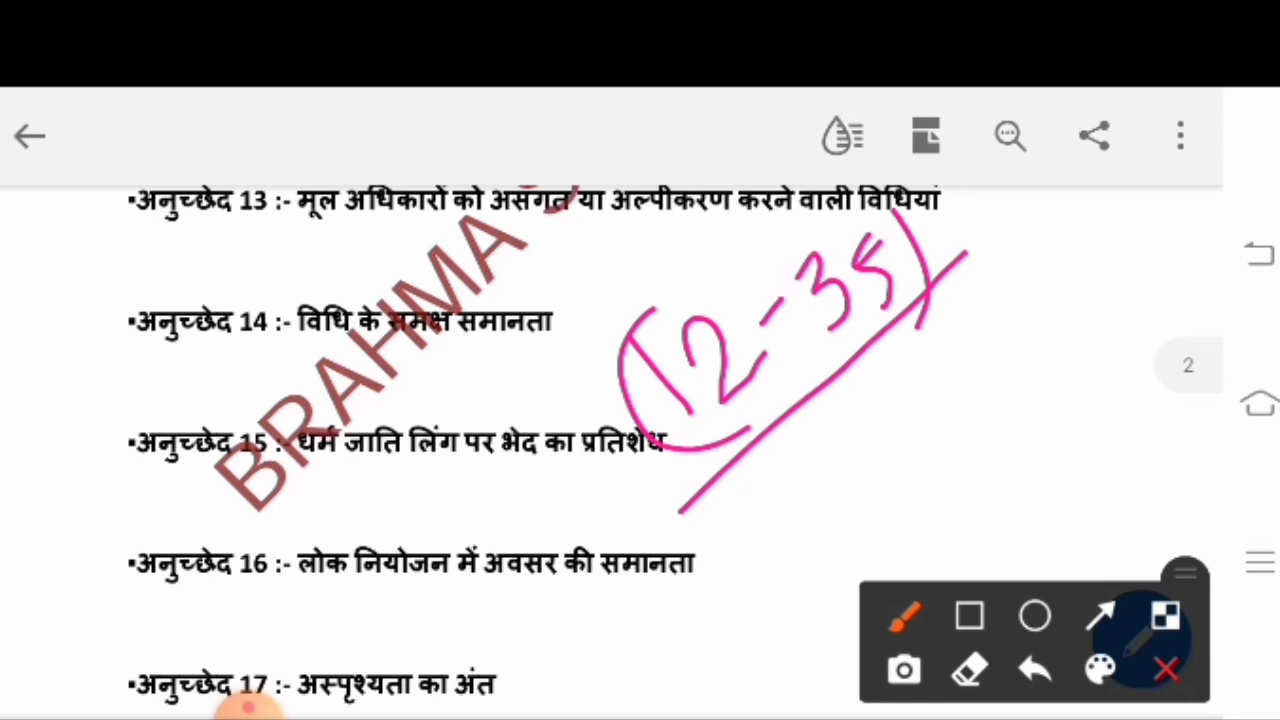 ▪अनुच्छेद 13 :- मूल अधिकारों को असंगत या अल्पीकरण करने वाली विधियां
▪अनुच्छेद 14 :- विधि के समक्ष समानता
(12-35)
2
▪अनुच्छेद 15 :- धर्म जाति लिंग पर भेद का प्रतिशेध
BRAHMA
▪अनुच्छेद 16 :- लोक नियोजन में अवसर की समानता
▪अनुच्छेद 17 :- अस्पृश्यता का अंत